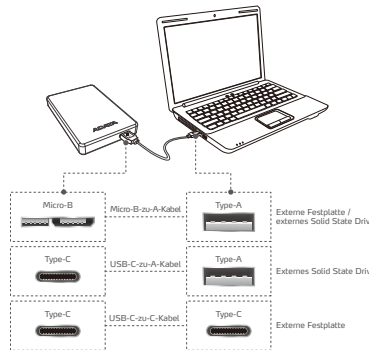 ADATA
Micro-B
Micro-B-zu-A-Kabel
Type-A
Externe Festplatte /
externes Solid State Driv
Type-C
USB-C-zu-A-Kabel
Type-A
Externes Solid State Driv
Type-C
USB-C-zu-C-Kabel
Type-C
Externe Festplatte